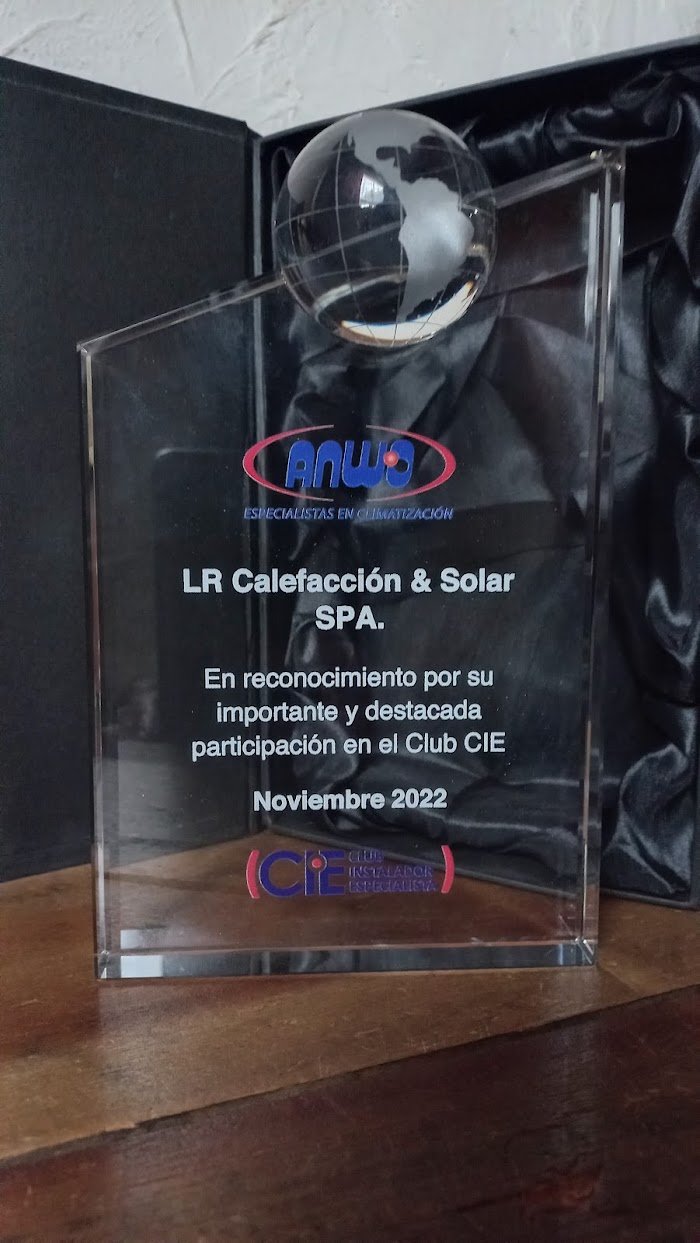 ANWO
ESPECIALISTAS EN CLIMATIZACIÓN
LR Calefacción & Solar
SPA.
En reconocimiento por su
importante y destacada
participación en el Club CIE
Noviembre 2022
CIE CLUB
INSTALADOR
ESPECIALISTA